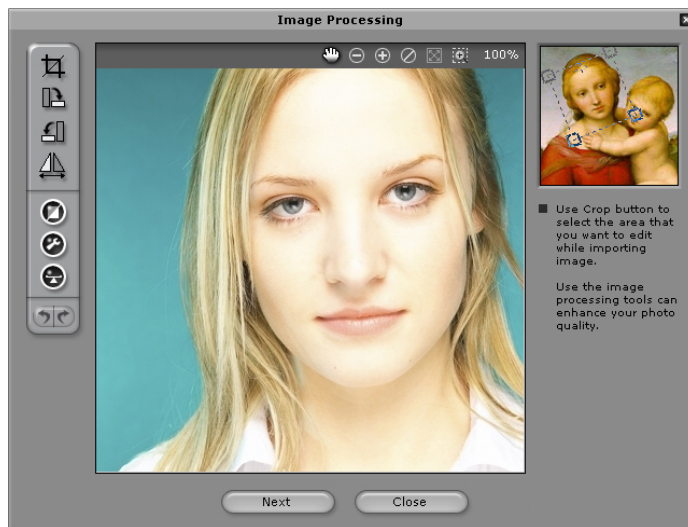 Image Processing
100%
Use Crop button to
select the area that
you want to edit
while importing
image.
Use the image
processing tools can
enhance your photo
quality.
Next
Close